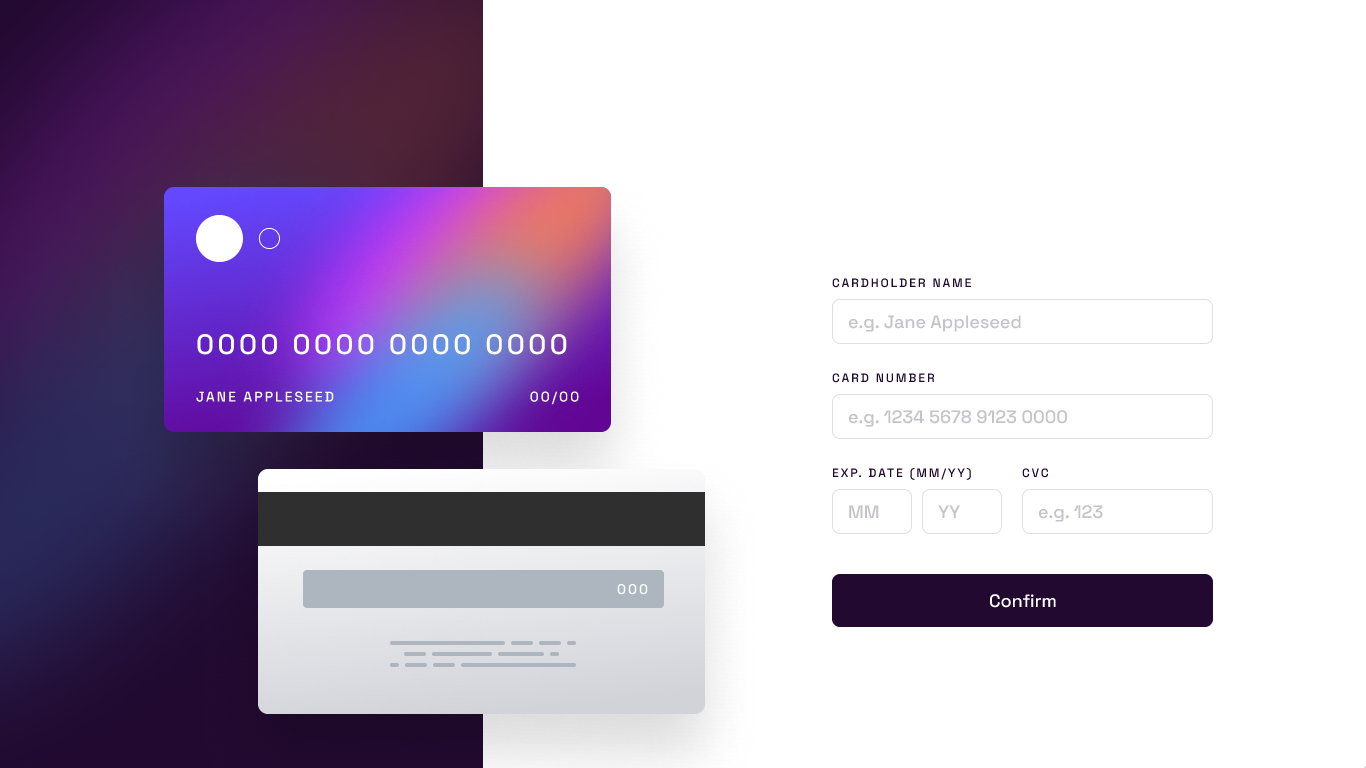 0000 0000 0000 0000
JANE APPLESEED 00/00
000
CARDHOLDER NAME
e.g. Jane Appleseed
CARD NUMBER
e.g. 1234 5678 9123 0000
EXP. DATE (MM/YY) CVC
MM YY e.g. 123
Confirm